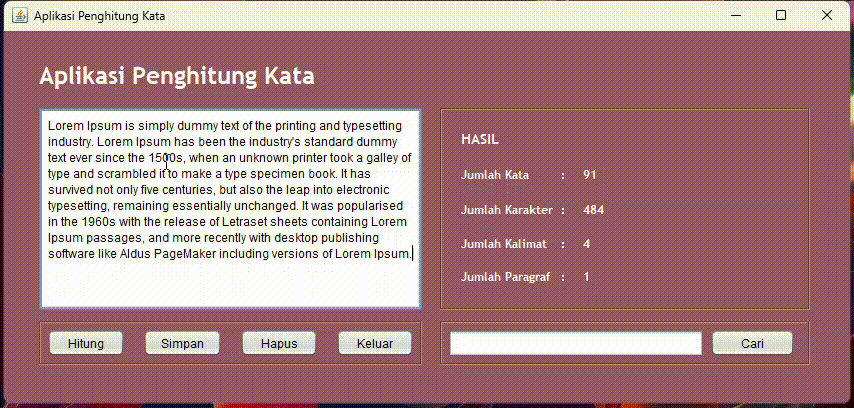 Aplikasi Penghitung Kata
Aplikasi Penghitung Kata
Lorem Ipsum is simply dummy text of the printing and typesetting
industry. Lorem Ipsum has been the industry's standard dummy
text ever since the 1500s, when an unknown printer took a galley of
type and scrambled it to make a type specimen book. It has
survived not only five centuries, but also the leap into electronic
typesetting, remaining essentially unchanged. It was popularised
in the 1960s with the release of Letraset sheets containing Lorem
Ipsum passages, and more recently with desktop publishing
software like Aldus PageMaker including versions of Lorem Ipsum.
HASIL
Jumlah Kata : 91
Jumlah Karakter : 484
Jumlah Kalimat : 4
Jumlah Paragraf : 1
Hitung Simpan Hapus Keluar
Cari